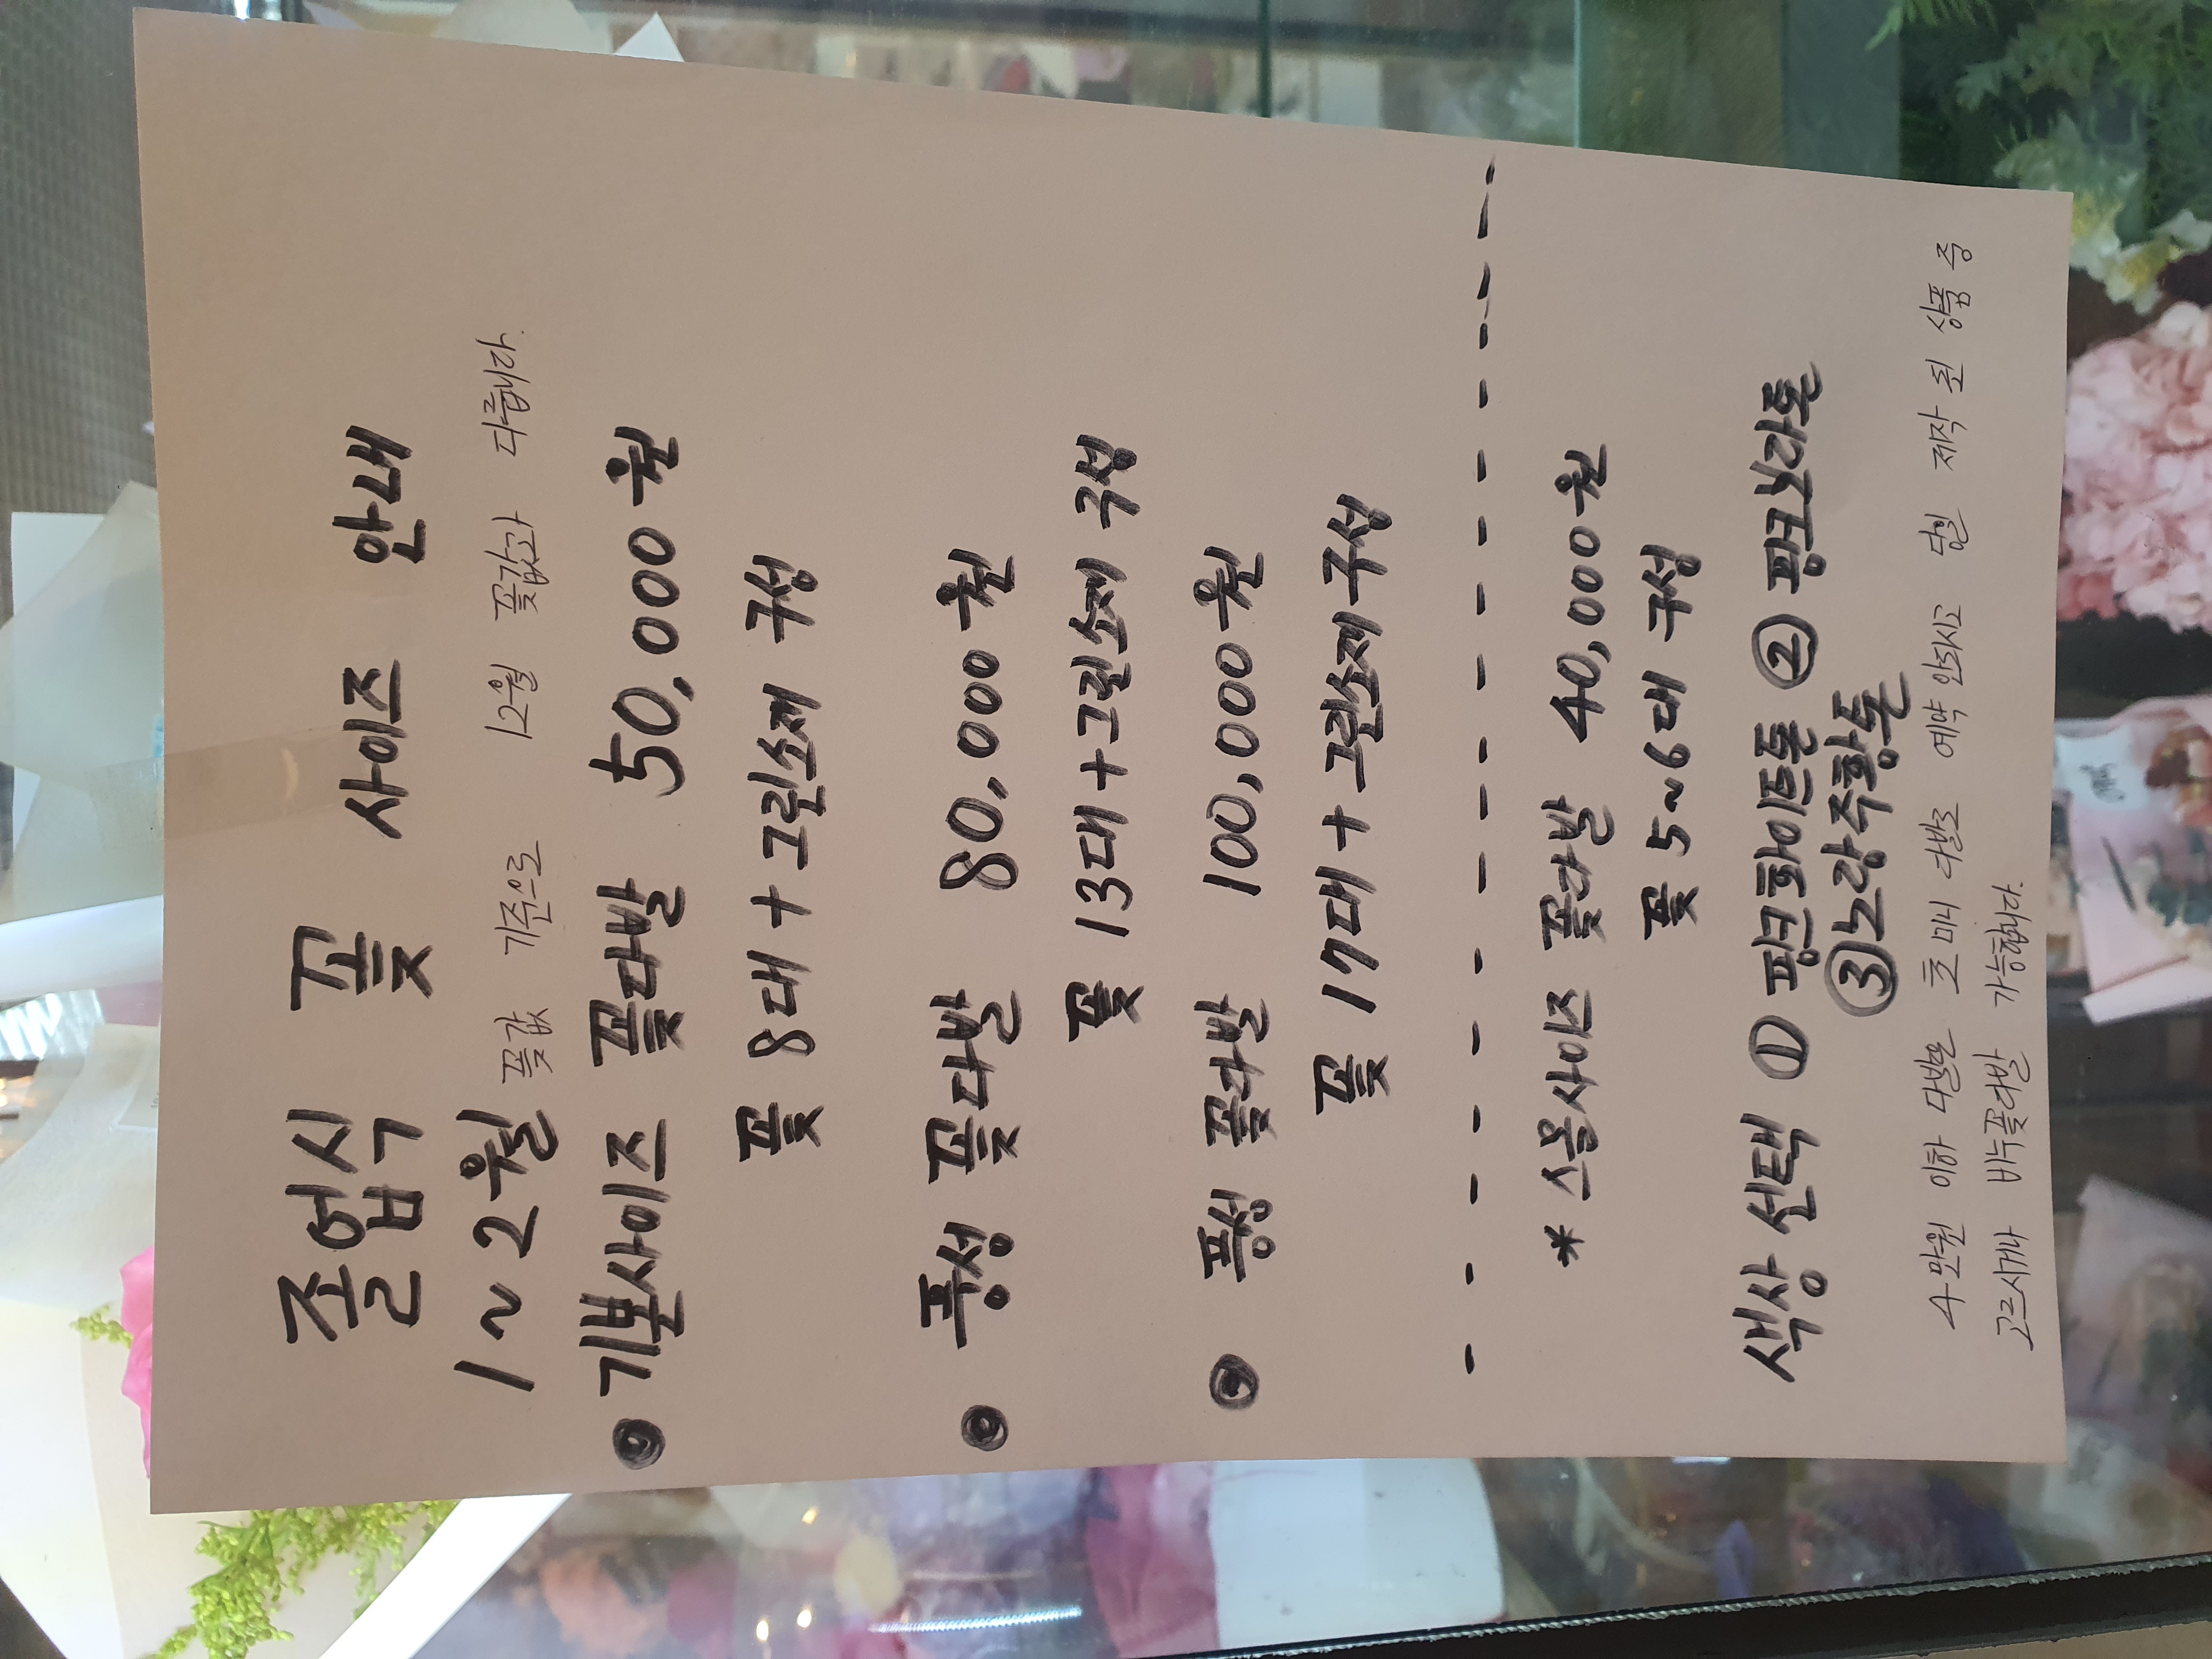 졸업식 꽃 사이즈 안내
1~2월 꽃값 기준으로 12월 꽃값과 다릅니다.
기본사이즈 꽃다발 50,000원
꽃 8대 + 그린소재 구성
풍성 꽃다발 80,000원
꽃 13대 + 그린소재 구성
풍성 꽃다발 100,000원
꽃 17대 + 그린소재 구성
* 스몰사이즈 꽃다발 40,000원
꽃 5~6대 구성
색상 선택 ① 핑크화이트톤 ② 핑크보라톤
③ 노랑주황톤
4만원 이하 다발은 초미니 다발로 예약 안되시고 당일 제작 된 상품 중
고르시거나 비누꽃다발 가능합니다.